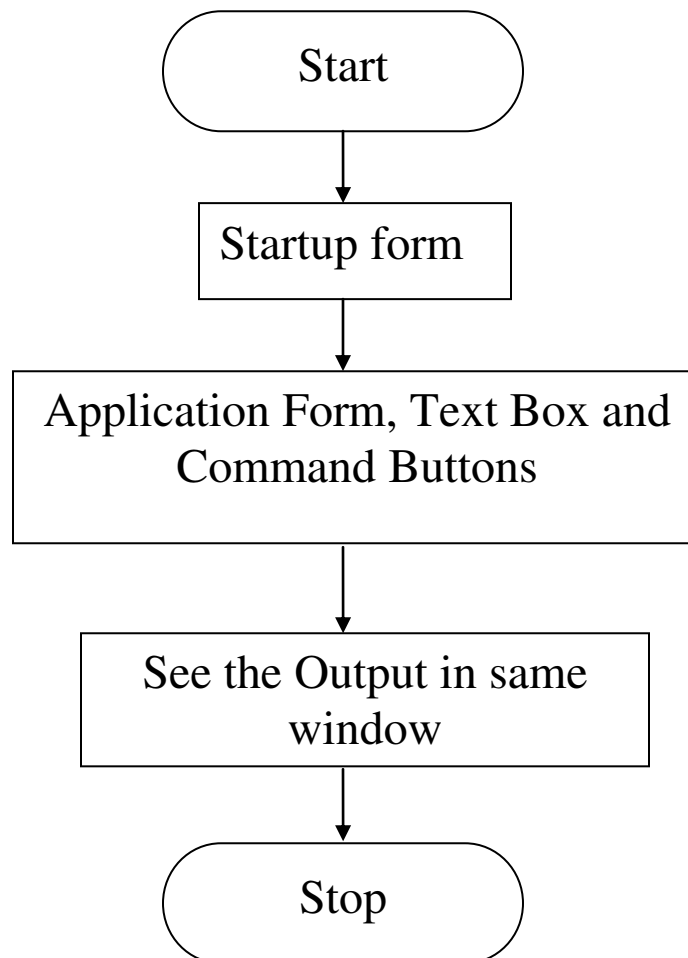 Start
Startup form
Application Form, Text Box and
Command Buttons
See the Output in same
window
Stop